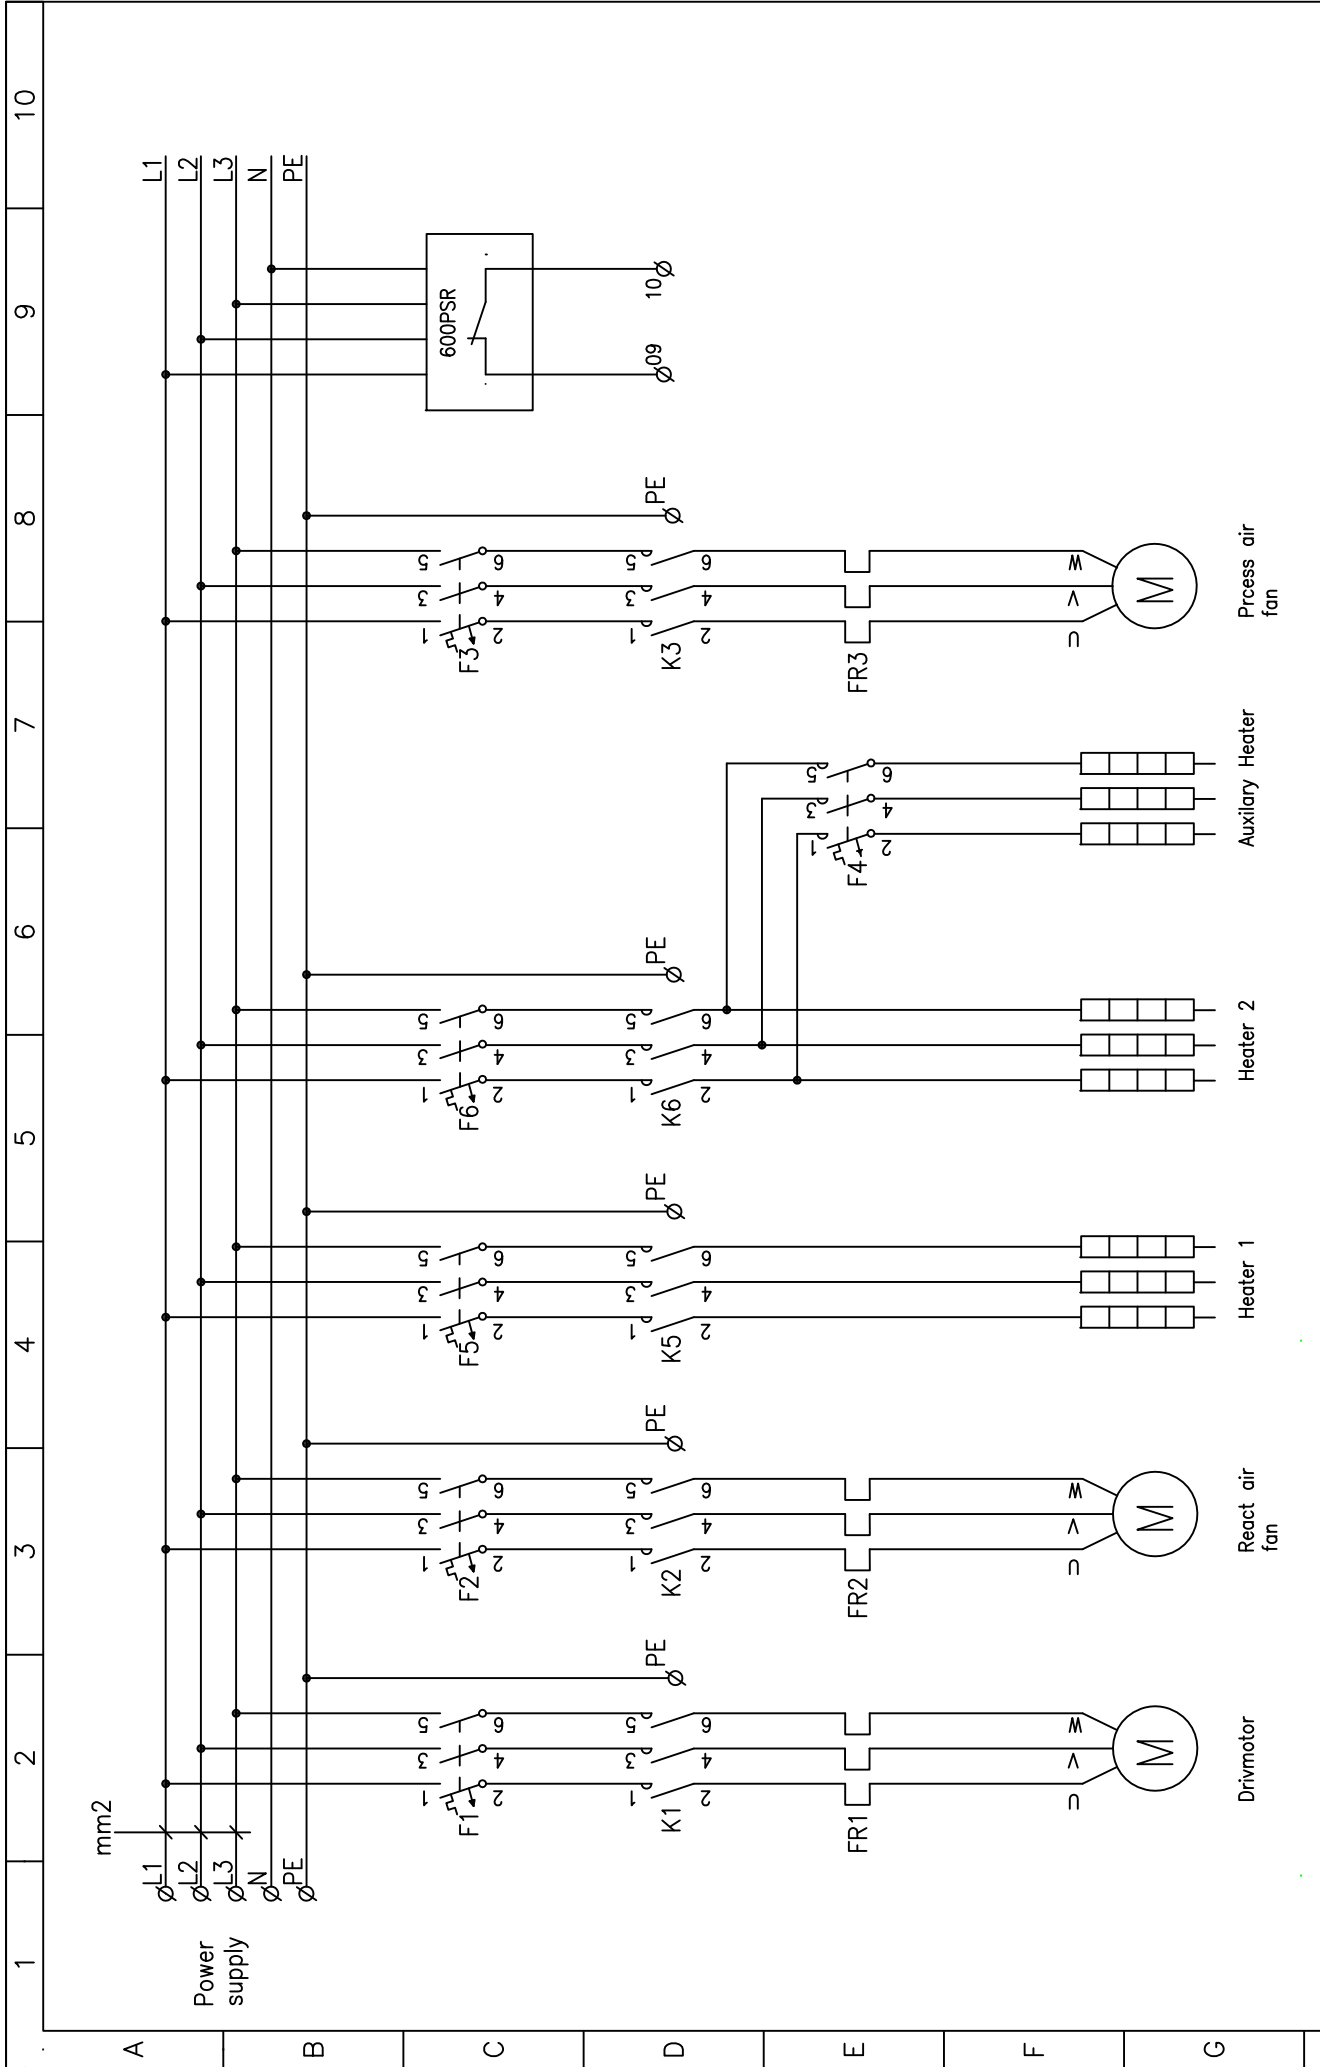 1 2 3 4 5 6 7 8 9 10
A
B
C
D
E
F
G
Power
supply
mm2
L1 L1
L2 L2
L3 L3
N N
PE PE
1 3 5
F1
2 4 6
1 3 5
K1
2 4 6
PE
FR1
U V W
M
Drivmotor
1 3 5
F2
2 4 6
1 3 5
K2
2 4 6
PE
FR2
U V W
M
React air
fan
1 3 5
F5
2 4 6
1 3 5
K5
2 4 6
PE
Heater 1
1 3 5
F6
2 4 6
1 3 5
K6
2 4 6
PE
PE
Heater 2
1 3 5
F4
2 4 6
Auxilary Heater
1 3 5
F3
2 4 6
1 3 5
K3
2 4 6
PE
FR3
U V W
M
Prcess air
fan
600PSR
09 10